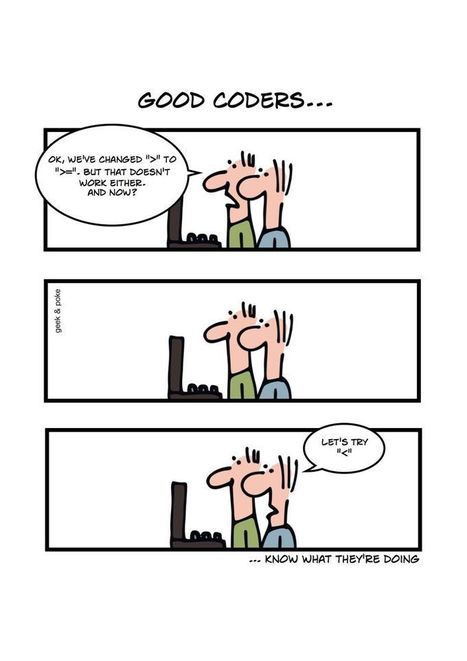 GOOD CODERS...
OK, WE'VE CHANGED ">" TO
">=". BUT THAT DOESN'T
WORK EITHER.
AND NOW?
geek & poke
LET'S TRY
"<"
... KNOW WHAT THEY'RE DOING